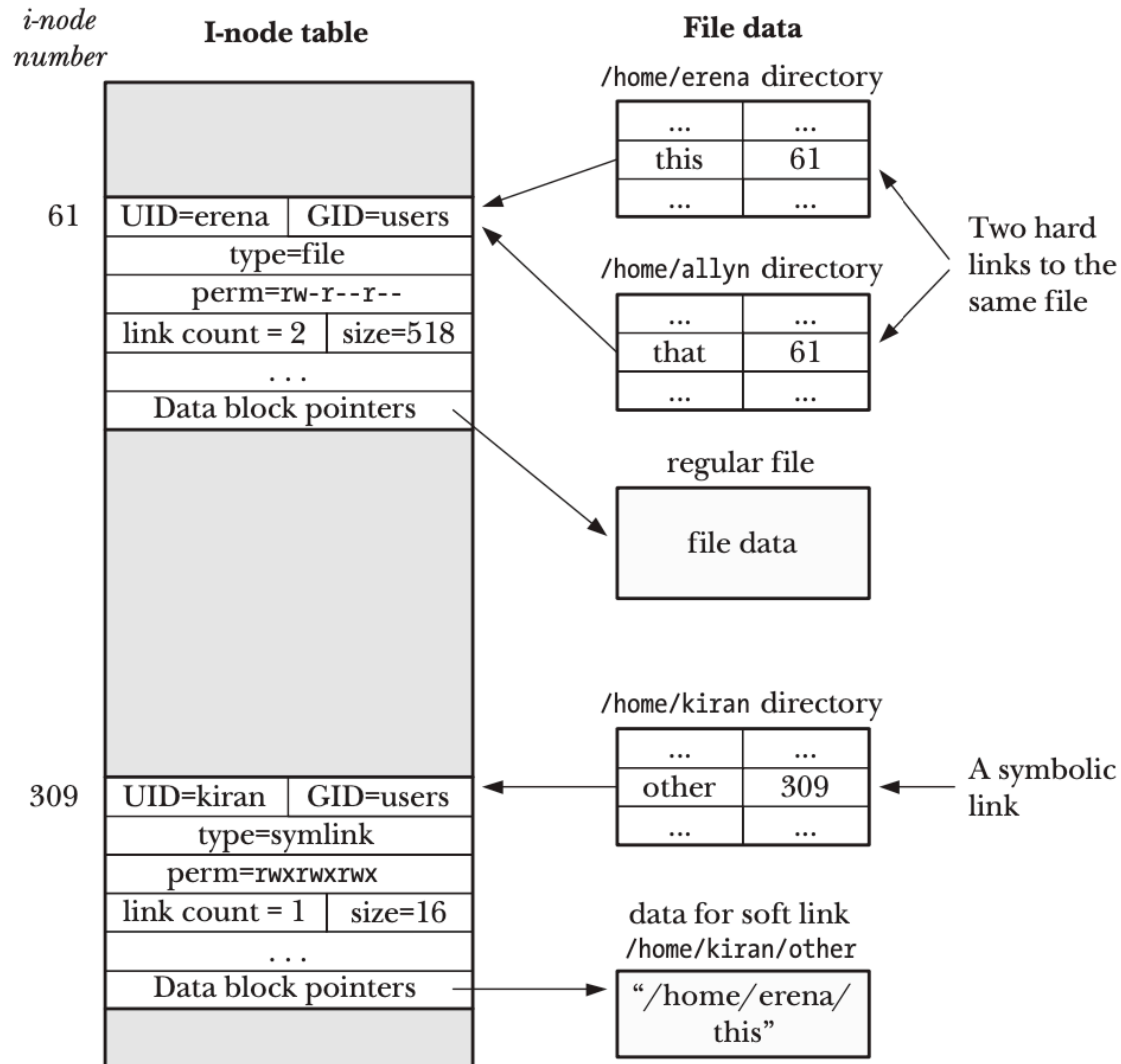 i-node
number
I-node table
File data
/home/erena directory
... ...
this 61
... ...
61
UID=erena GID=users
type=file
perm=rw-r--r--
link count = 2 size=518
. . .
Data block pointers
/home/allyn directory
... ...
that 61
... ...
Two hard
links to the
same file
regular file
file data
/home/kiran directory
... ...
other 309
... ...
A symbolic
link
309
UID=kiran GID=users
type=symlink
perm=rwxrwxrwx
link count = 1 size=16
. . .
Data block pointers
data for soft link
/home/kiran/other
“/home/erena/
this”